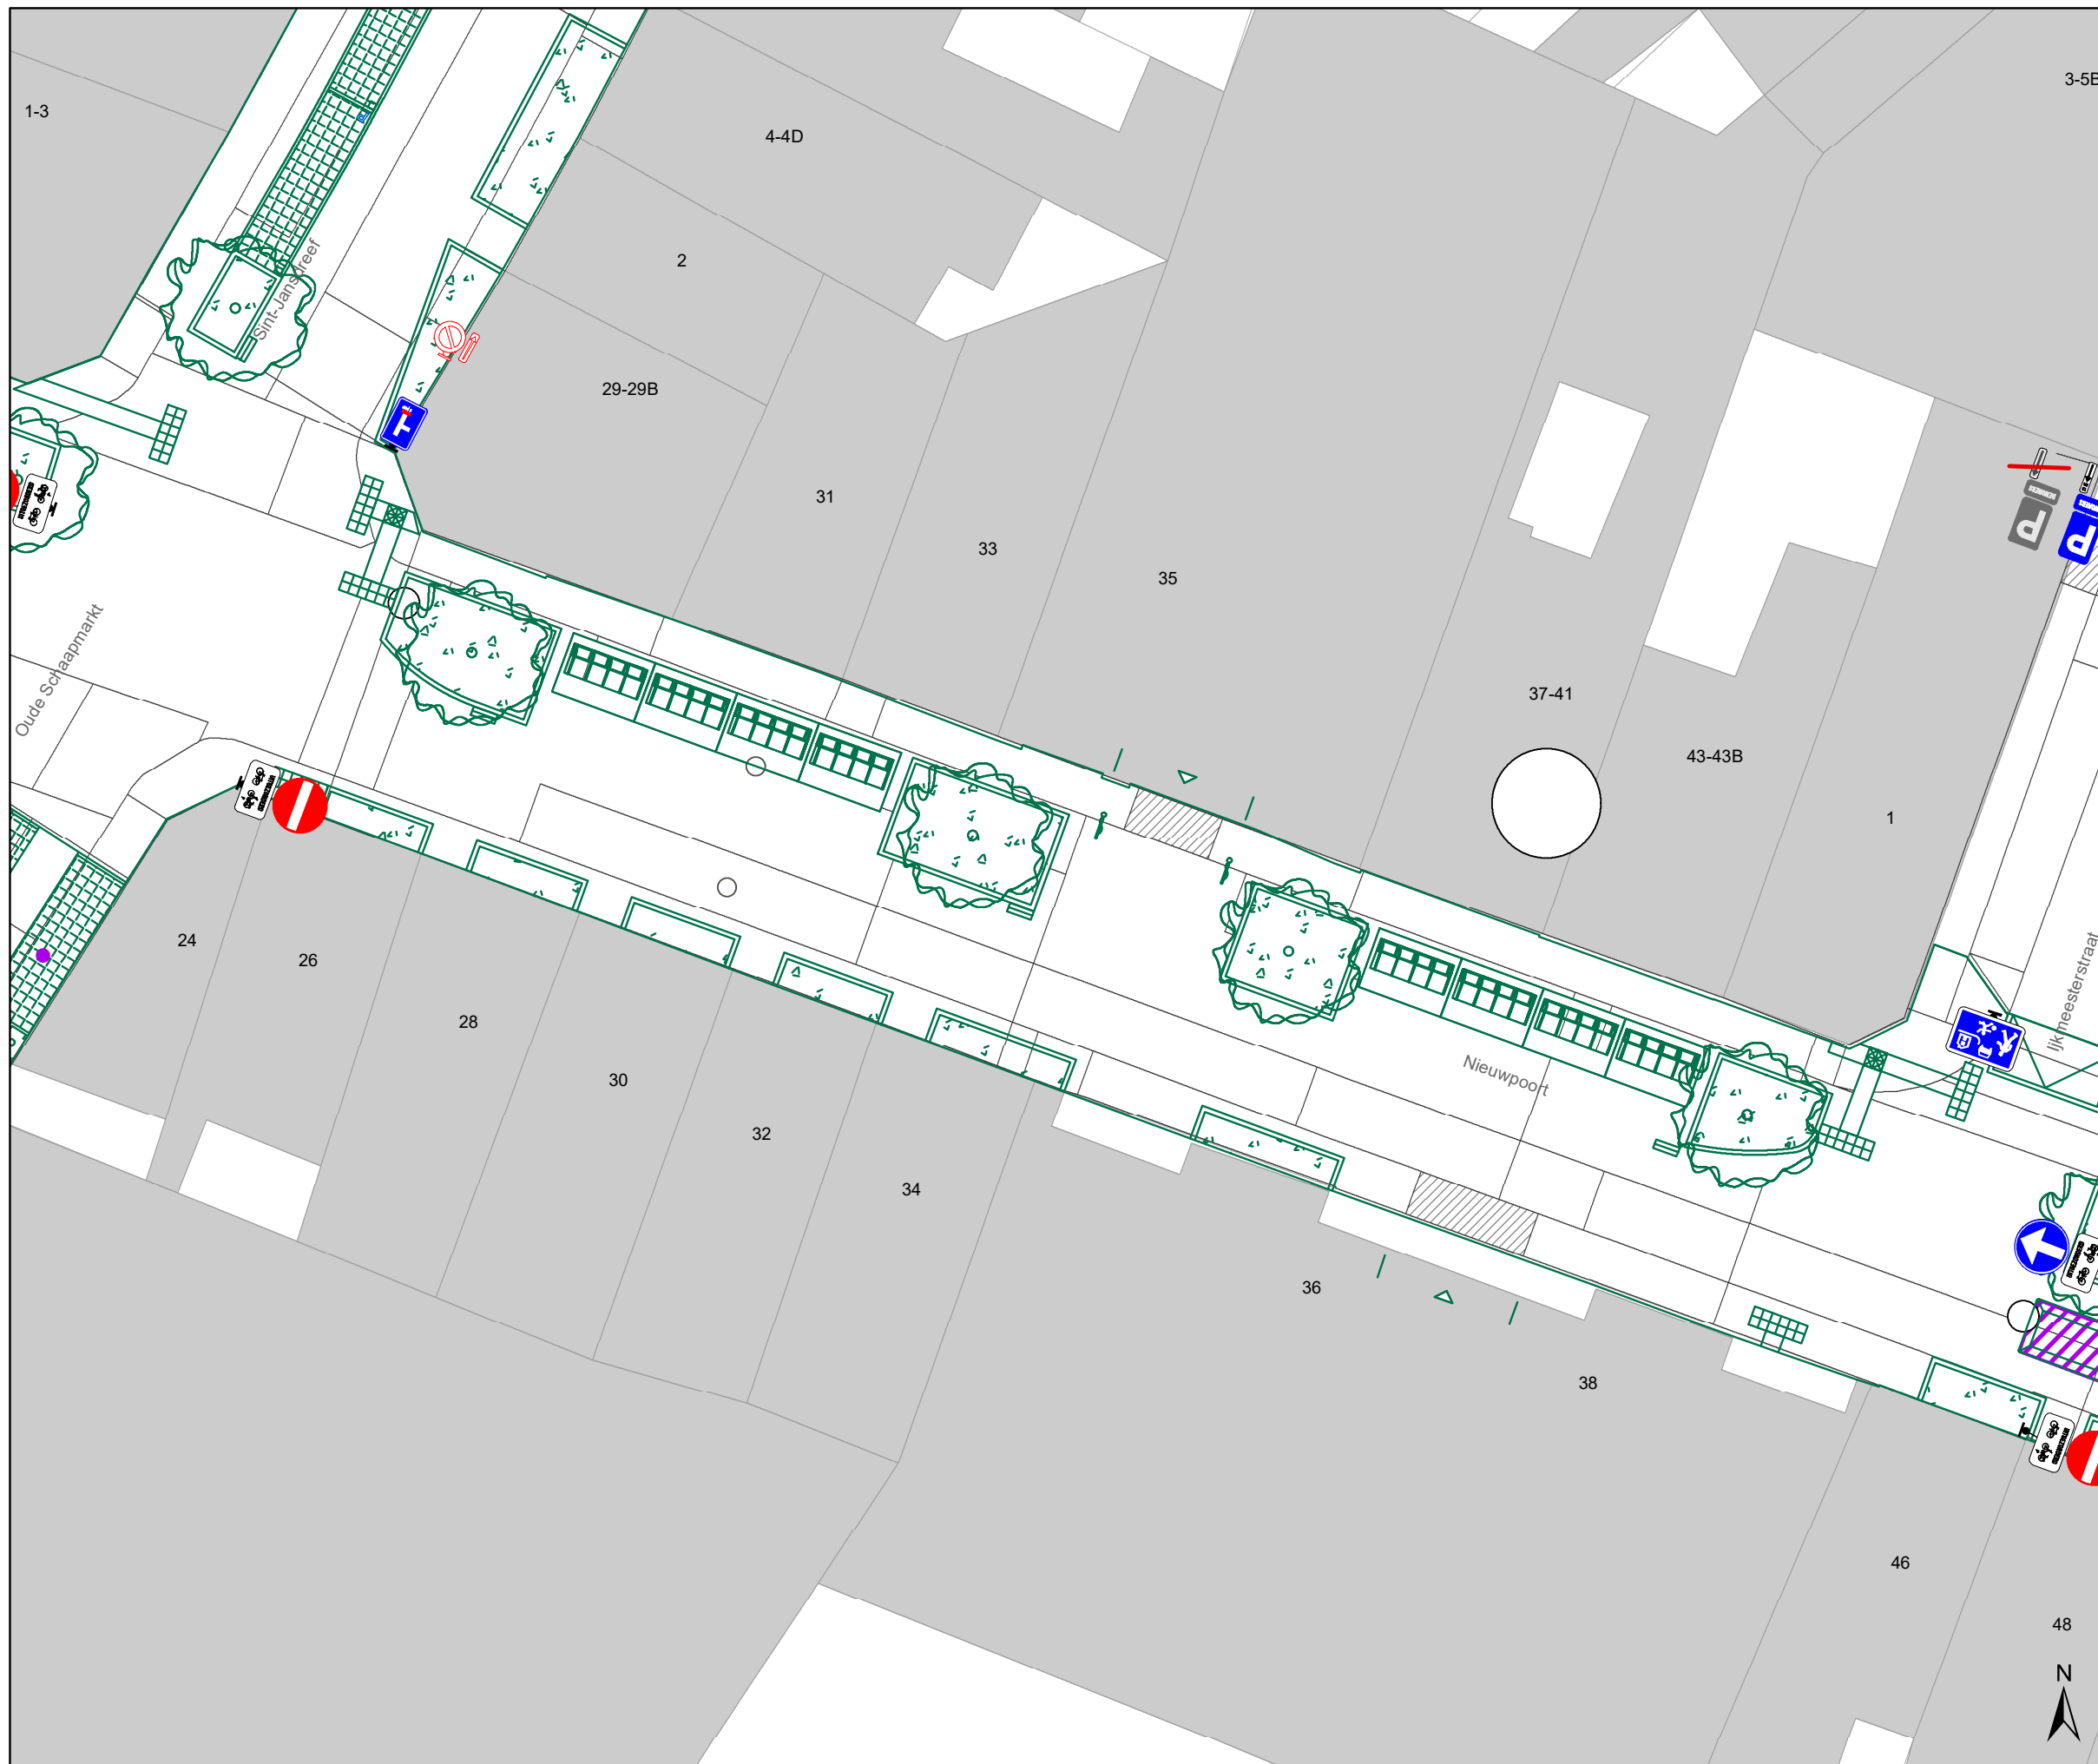 1-3
3-5B
4-4D
2
Sint-Jansdreef
29-29B
31
33
35
P
P
Oude Schaapmarkt
37-41
43-43B
1
24
26
Ijkmeesterstraat
28
Nieuwpoort
30
32
34
36
38
46
48
N